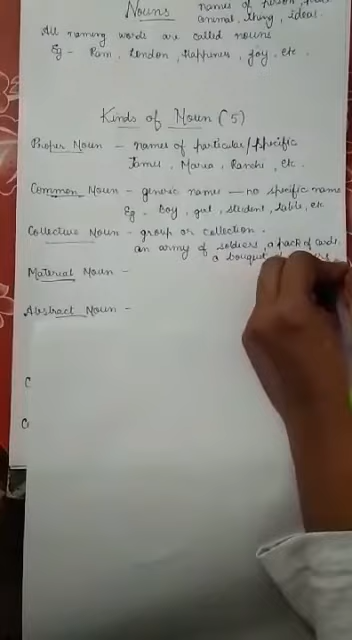 Nouns names of person, place
animal, thing, ideas.
All naming words are called nouns
Eg - Ram, London, Happiness, joy, etc.
Kinds of Noun (5)
Proper Noun - names of particular/specific
James, Maria, Ranchi, etc.
Common Noun - generic names - no specific name
Eg - Boy, girl, student, table, etc
Collective Noun - group or collection.
an army of soldiers, a pack of cards,
a bouquet
Material Noun -
Abstract Noun -